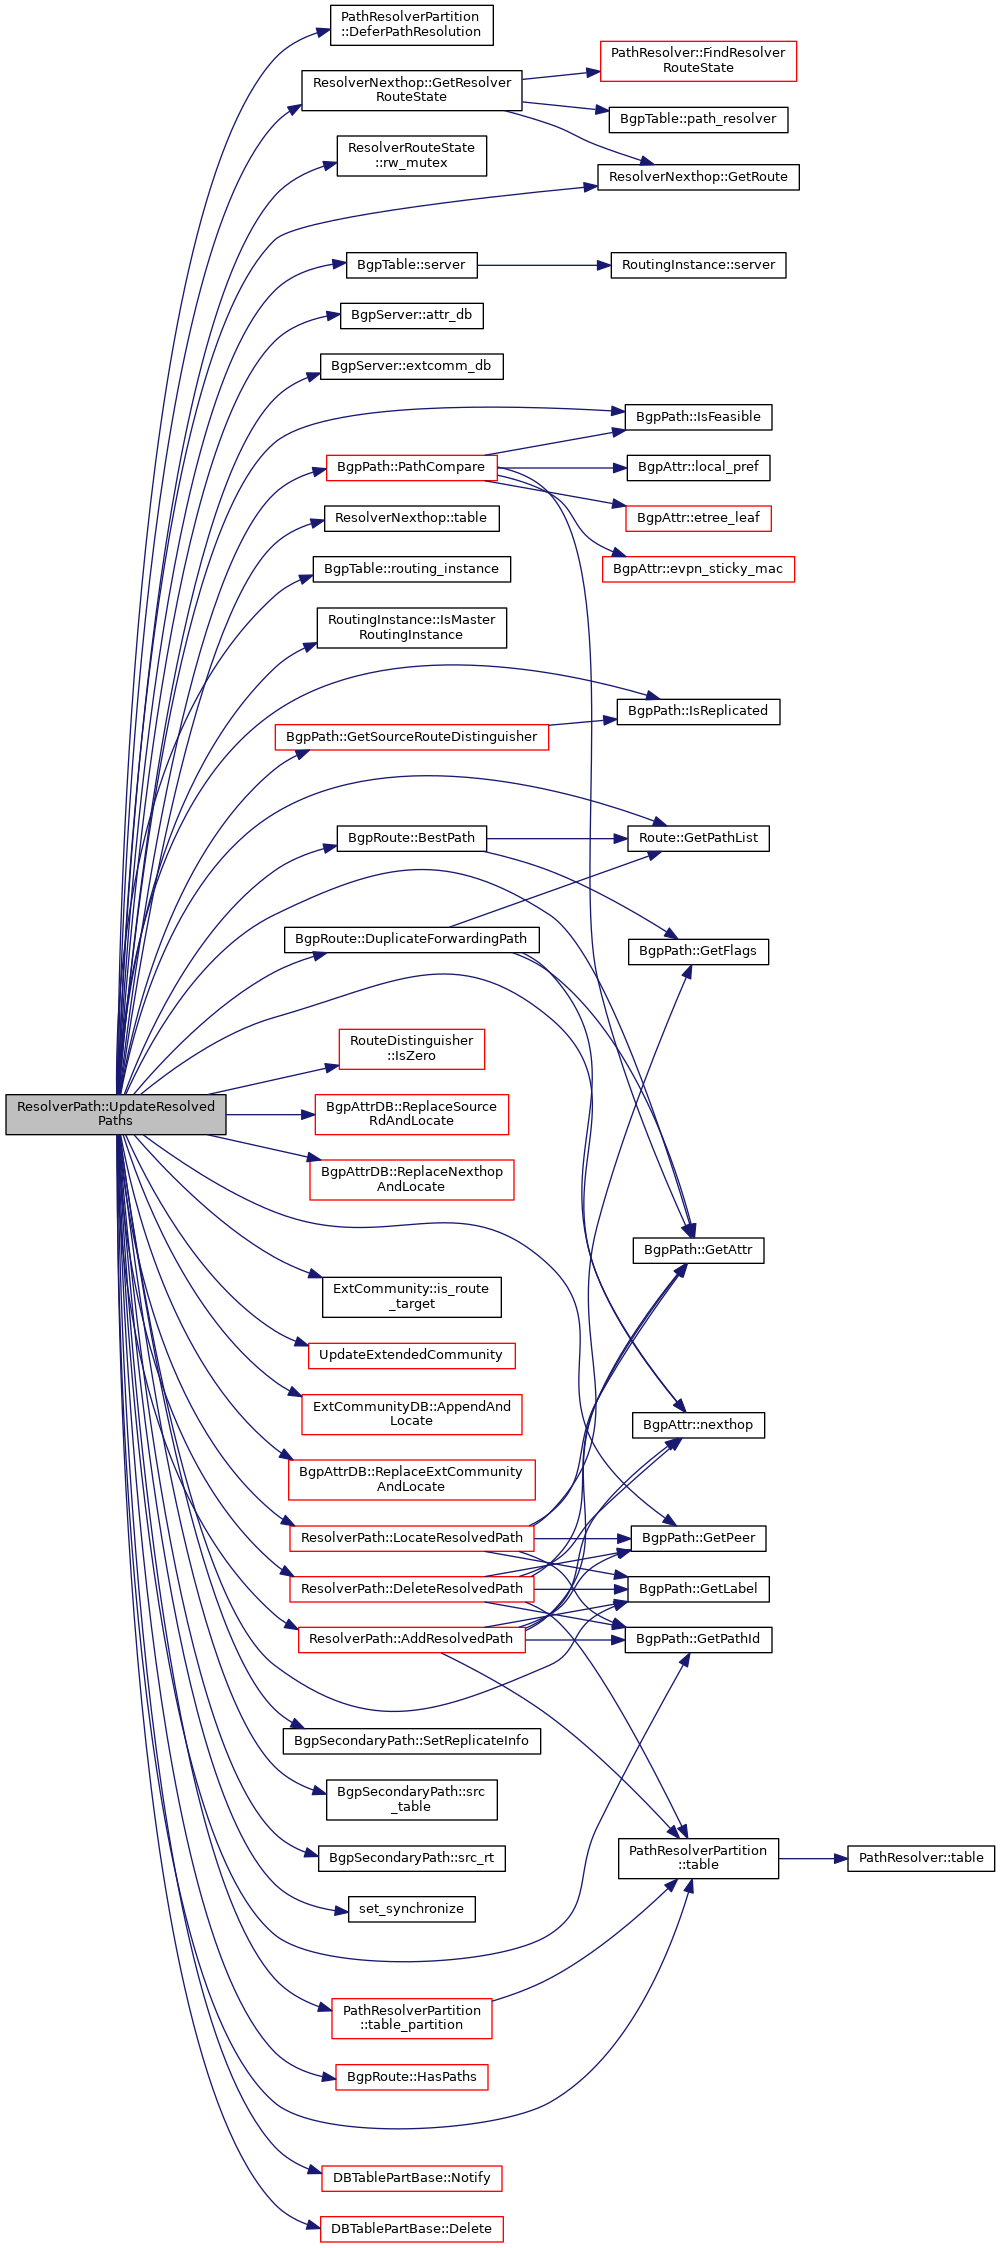 PathResolverPartition
::DeferPathResolution
ResolverNexthop::GetResolver
RouteState
PathResolver::FindResolver
RouteState
BgpTable::path_resolver
ResolverRouteState
::rw_mutex
ResolverNexthop::GetRoute
BgpTable::server
RoutingInstance::server
BgpServer::attr_db
BgpServer::extcomm_db
BgpPath::IsFeasible
BgpPath::PathCompare
BgpAttr::local_pref
ResolverNexthop::table
BgpAttr::etree_leaf
BgpTable::routing_instance
BgpAttr::evpn_sticky_mac
RoutingInstance::IsMaster
RoutingInstance
BgpPath::IsReplicated
BgpPath::GetSourceRouteDistinguisher
BgpRoute::BestPath
Route::GetPathList
BgpRoute::DuplicateForwardingPath
BgpPath::GetFlags
RouteDistinguisher
::IsZero
ResolverPath::UpdateResolved
Paths
BgpAttrDB::ReplaceSource
RdAndLocate
BgpAttrDB::ReplaceNexthop
AndLocate
BgpPath::GetAttr
ExtCommunity::is_route
_target
UpdateExtendedCommunity
ExtCommunityDB::AppendAnd
Locate
BgpAttr::nexthop
BgpAttrDB::ReplaceExtCommunity
AndLocate
ResolverPath::LocateResolvedPath
BgpPath::GetPeer
ResolverPath::DeleteResolvedPath
BgpPath::GetLabel
ResolverPath::AddResolvedPath
BgpPath::GetPathId
BgpSecondaryPath::SetReplicateInfo
BgpSecondaryPath::src
_table
BgpSecondaryPath::src_rt
PathResolverPartition
::table
PathResolver::table
set_synchronize
PathResolverPartition
::table_partition
BgpRoute::HasPaths
DBTablePartBase::Notify
DBTablePartBase::Delete